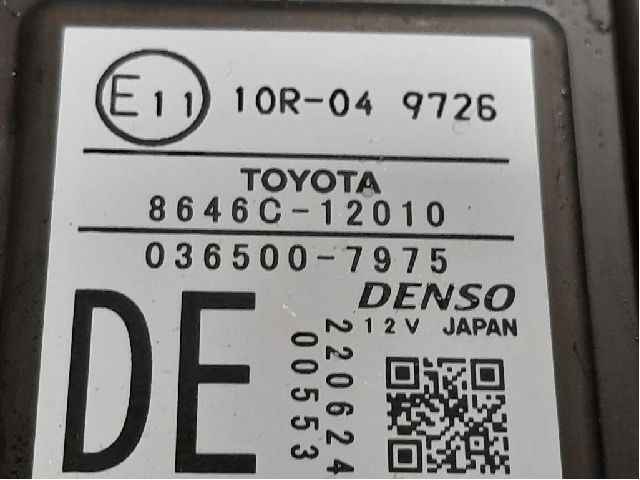 E11 10R-04 9726
TOYOTA
8646C-12010
036500-7975
DENSO
12V JAPAN
DE
220624
00553